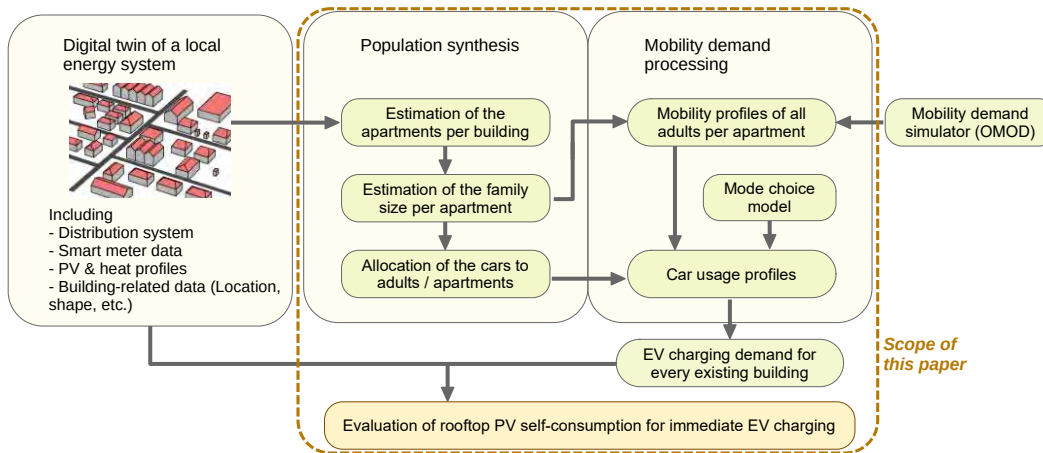 Digital twin of a local
energy system
Including
- Distribution system
- Smart meter data
- PV & heat profiles
- Building-related data (Location,
shape, etc.)
Population synthesis
Estimation of the
apartments per building
Estimation of the family
size per apartment
Allocation of the cars to
adults / apartments
Mobility demand
processing
Mobility profiles of all
adults per apartment
Mode choice
model
Car usage profiles
Mobility demand
simulator (OMOD)
EV charging demand for
every existing building
Scope of
this paper
Evaluation of rooftop PV self-consumption for immediate EV charging